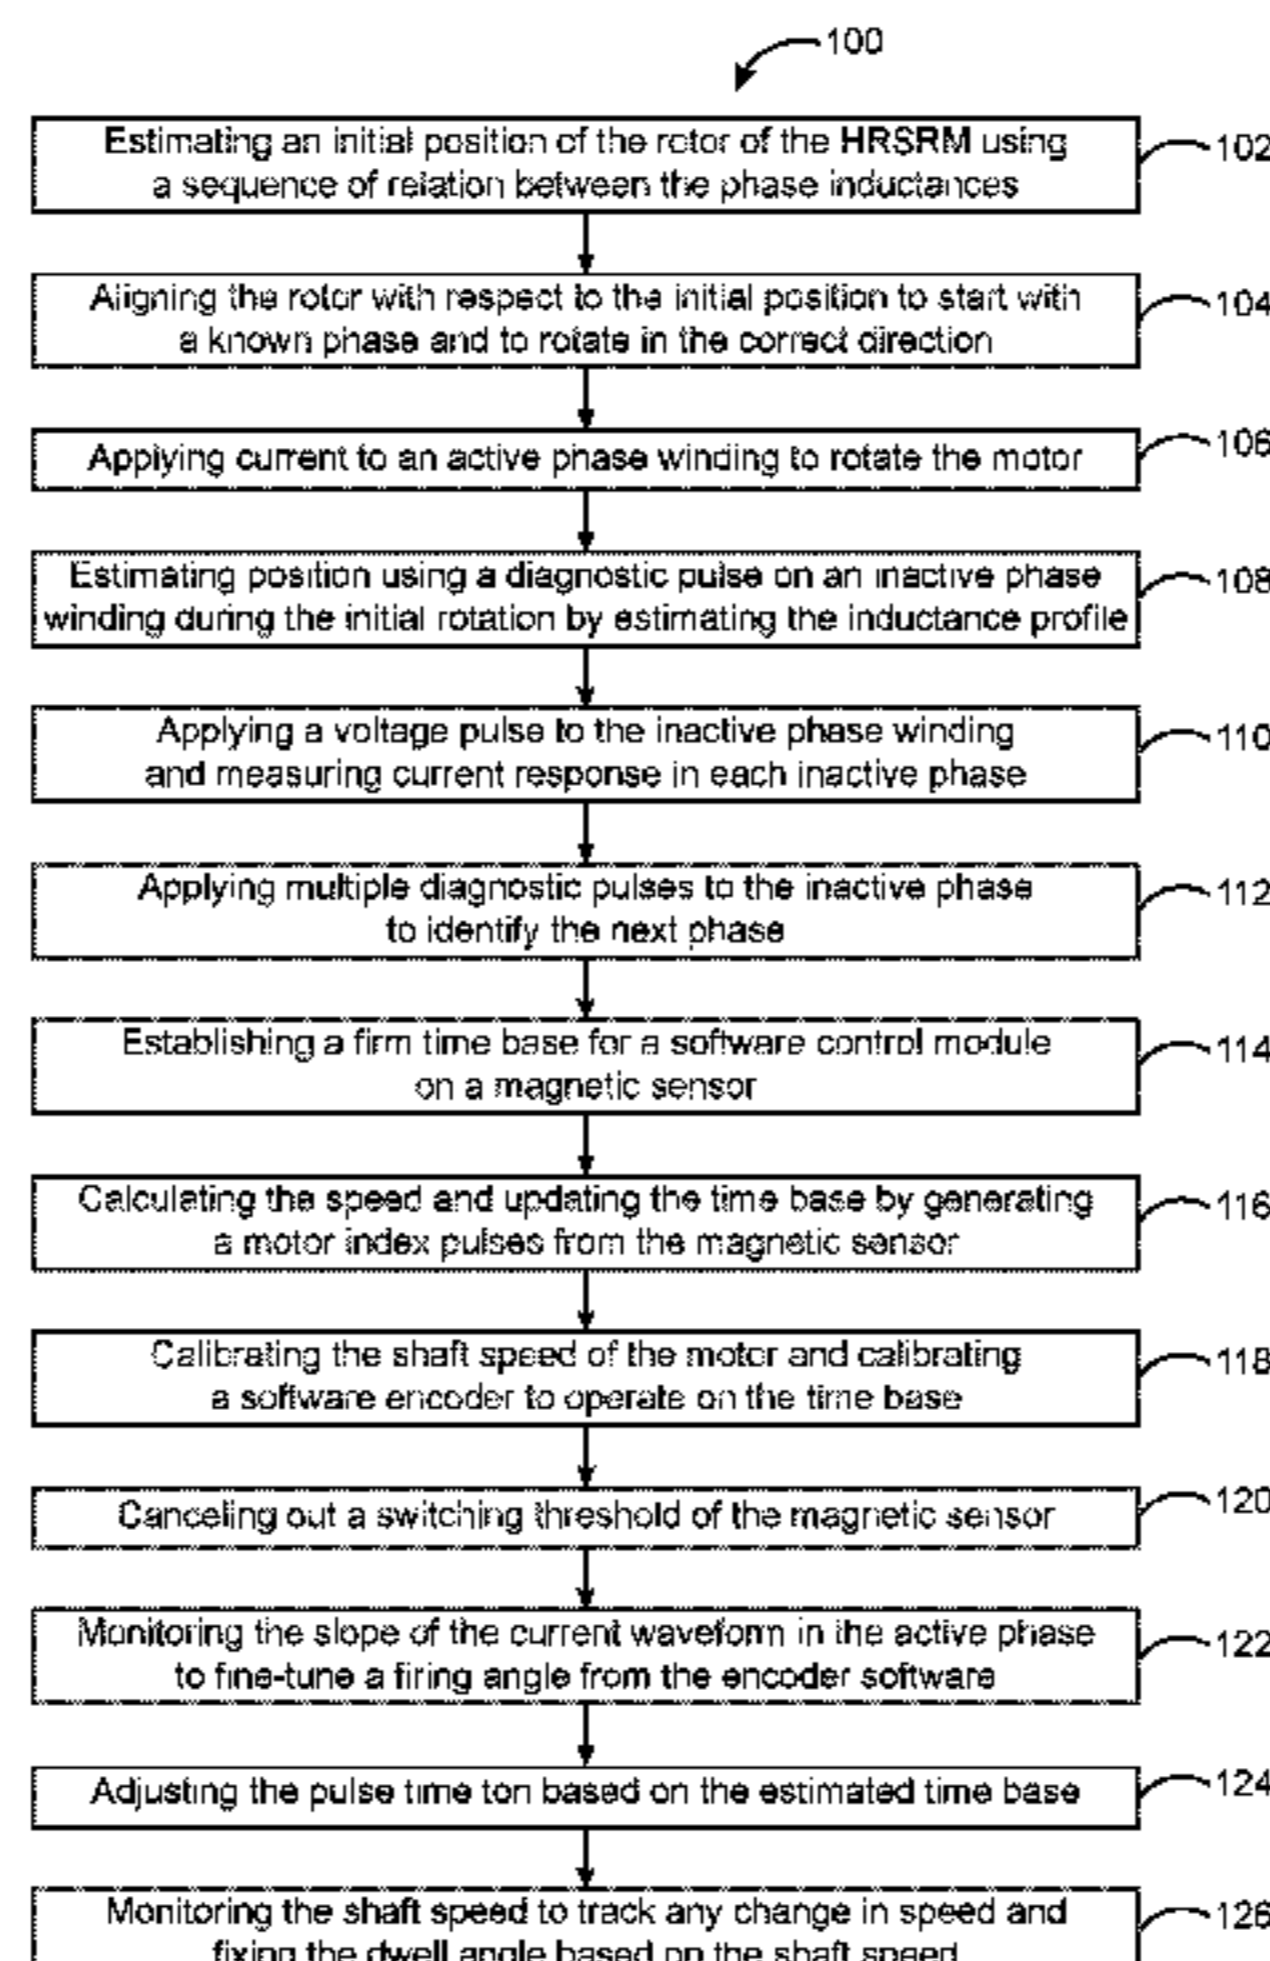 100
Estimating an initial position of the rotor of the HRSRM using
a sequence of relation between the phase inductances
102
Aligning the rotor with respect to the initial position to start with
a known phase and to rotate in the correct direction
104
Applying current to an active phase winding to rotate the motor
106
Estimating position using a diagnostic pulse on an inactive phase
winding during the initial rotation by estimating the inductance profile
108
Applying a voltage pulse to the inactive phase winding
and measuring current response in each inactive phase
110
Applying multiple diagnostic pulses to the inactive phase
to identify the next phase
112
Establishing a firm time base for a software control module
on a magnetic sensor
114
Calculating the speed and updating the time base by generating
a motor index pulses from the magnetic sensor
116
Calibrating the shaft speed of the motor and calibrating
a software encoder to operate on the time base
118
Canceling out a switching threshold of the magnetic sensor
120
Monitoring the slope of the current waveform in the active phase
to fine-tune a firing angle from the encoder software
122
Adjusting the pulse time ton based on the estimated time base
124
Monitoring the shaft speed to track any change in speed and
fixing the dwell angle based on the shaft speed
126